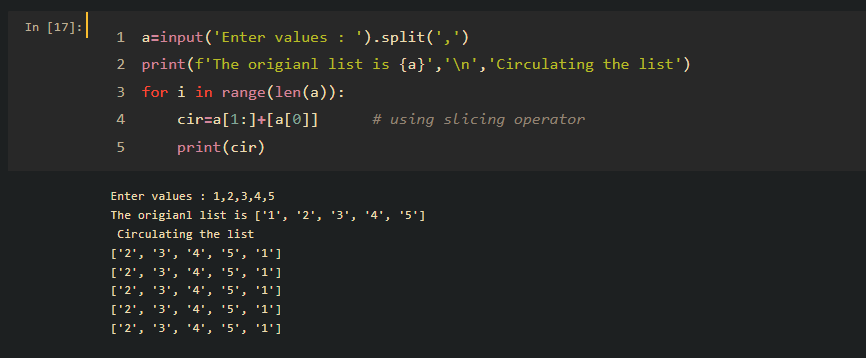 In [17]:
1 a=input('Enter values : ').split(',')
2 print(f'The origianl list is {a}','\n','Circulating the list')
3 for i in range(len(a)):
4     cir=a[1:]+[a[0]]      # using slicing operator
5     print(cir)
Enter values : 1,2,3,4,5
The origianl list is ['1', '2', '3', '4', '5']
 Circulating the list
['2', '3', '4', '5', '1']
['2', '3', '4', '5', '1']
['2', '3', '4', '5', '1']
['2', '3', '4', '5', '1']
['2', '3', '4', '5', '1']